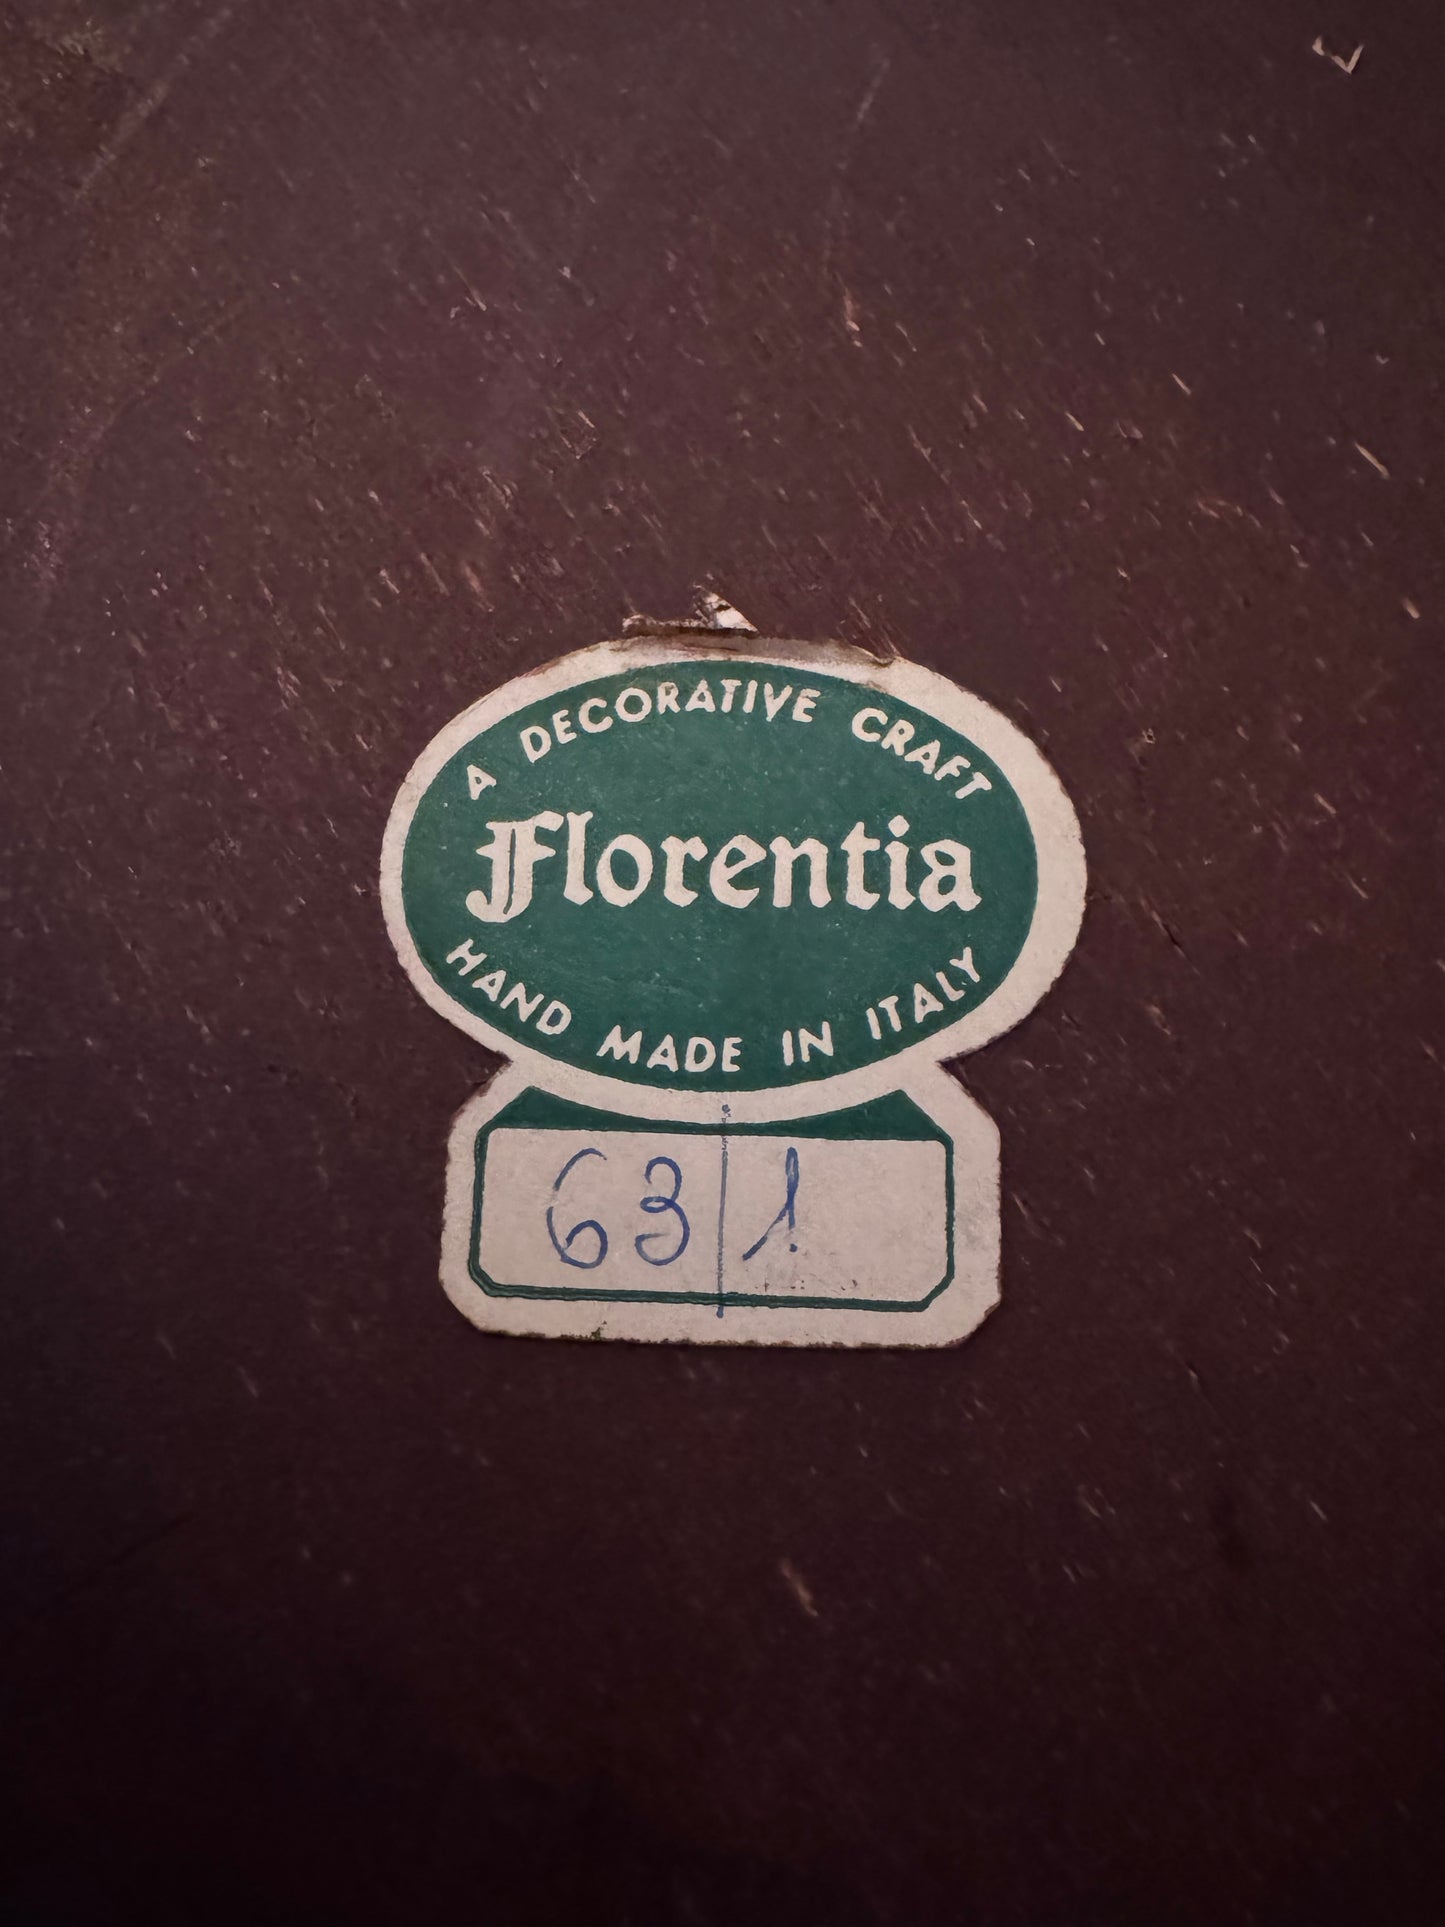 A DECORATIVE CRAFT
Florentia
HAND MADE IN ITALY
63|1